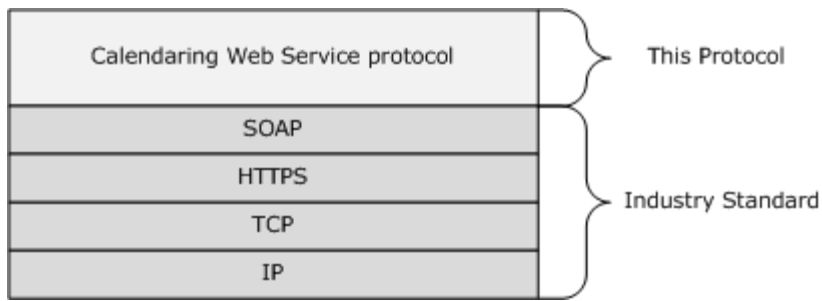 Calendaring Web Service protocol
This Protocol
SOAP
HTTPS
TCP
IP
Industry Standard